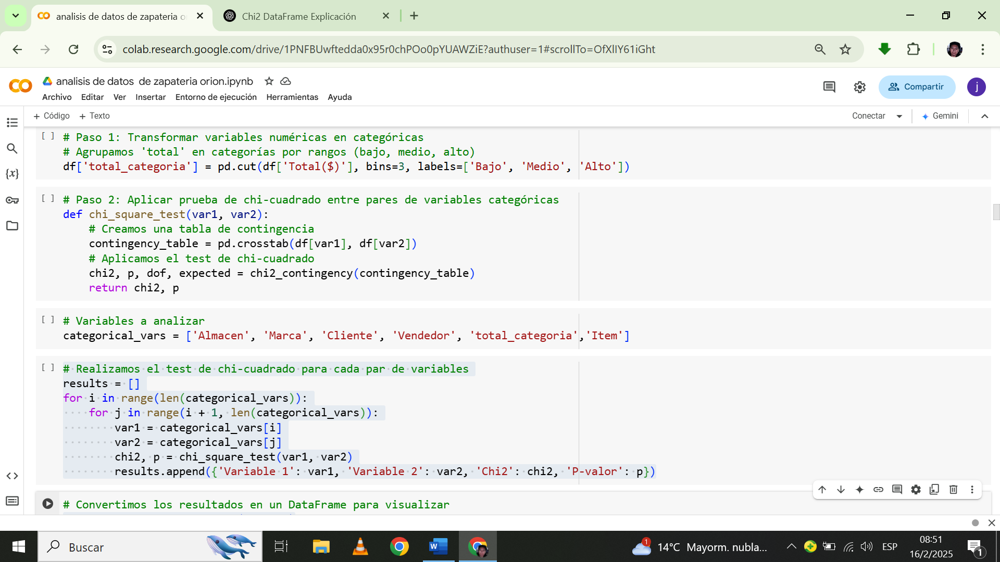 analisis de datos de zapateria o
Chi2 DataFrame Explicación
colab.research.google.com/drive/1PNFBUwftedda0x95r0chPOo0pYUAWZiE?authuser=1#scrollTo=OfXlIY61iGht
analisis de datos  de zapateria orion.ipynb
Archivo Editar Ver Insertar Entorno de ejecución Herramientas Ayuda
Compartir
j
+ Código + Texto
Conectar
Gemini
[ ] # Paso 1: Transformar variables numéricas en categóricas
# Agrupamos 'total' en categorías por rangos (bajo, medio, alto)
df['total_categoria'] = pd.cut(df['Total($)'], bins=3, labels=['Bajo', 'Medio', 'Alto'])
[ ] # Paso 2: Aplicar prueba de chi-cuadrado entre pares de variables categóricas
def chi_square_test(var1, var2):
    # Creamos una tabla de contingencia
    contingency_table = pd.crosstab(df[var1], df[var2])
    # Aplicamos el test de chi-cuadrado
    chi2, p, dof, expected = chi2_contingency(contingency_table)
    return chi2, p
[ ] # Variables a analizar
categorical_vars = ['Almacen', 'Marca', 'Cliente', 'Vendedor', 'total_categoria','Item']
[ ] # Realizamos el test de chi-cuadrado para cada par de variables
results = []
for i in range(len(categorical_vars)):
    for j in range(i + 1, len(categorical_vars)):
        var1 = categorical_vars[i]
        var2 = categorical_vars[j]
        chi2, p = chi_square_test(var1, var2)
        results.append({'Variable 1': var1, 'Variable 2': var2, 'Chi2': chi2, 'P-valor': p})
# Convertimos los resultados en un DataFrame para visualizar
Buscar
1
14°C Mayorm. nubla...
ESP
08:51
16/2/2025
1